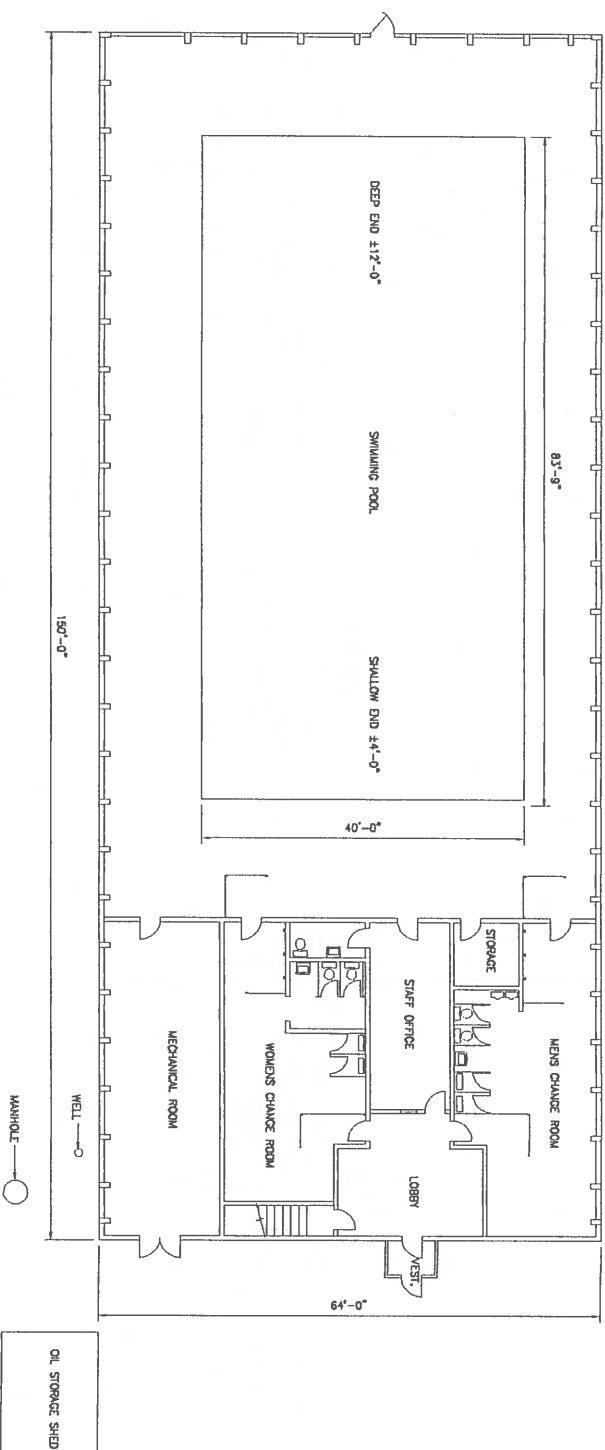 DEEP END ±12'-0"
SWIMMING POOL
SHALLOW END ±4'-0"
83'-9"
40'-0"
150'-0"
64'-0"
STORAGE
MENS CHANGE ROOM
STAFF OFFICE
LOBBY
VEST.
WOMENS CHANGE ROOM
MECHANICAL ROOM
WELL
MANHOLE
OIL STORAGE SHED